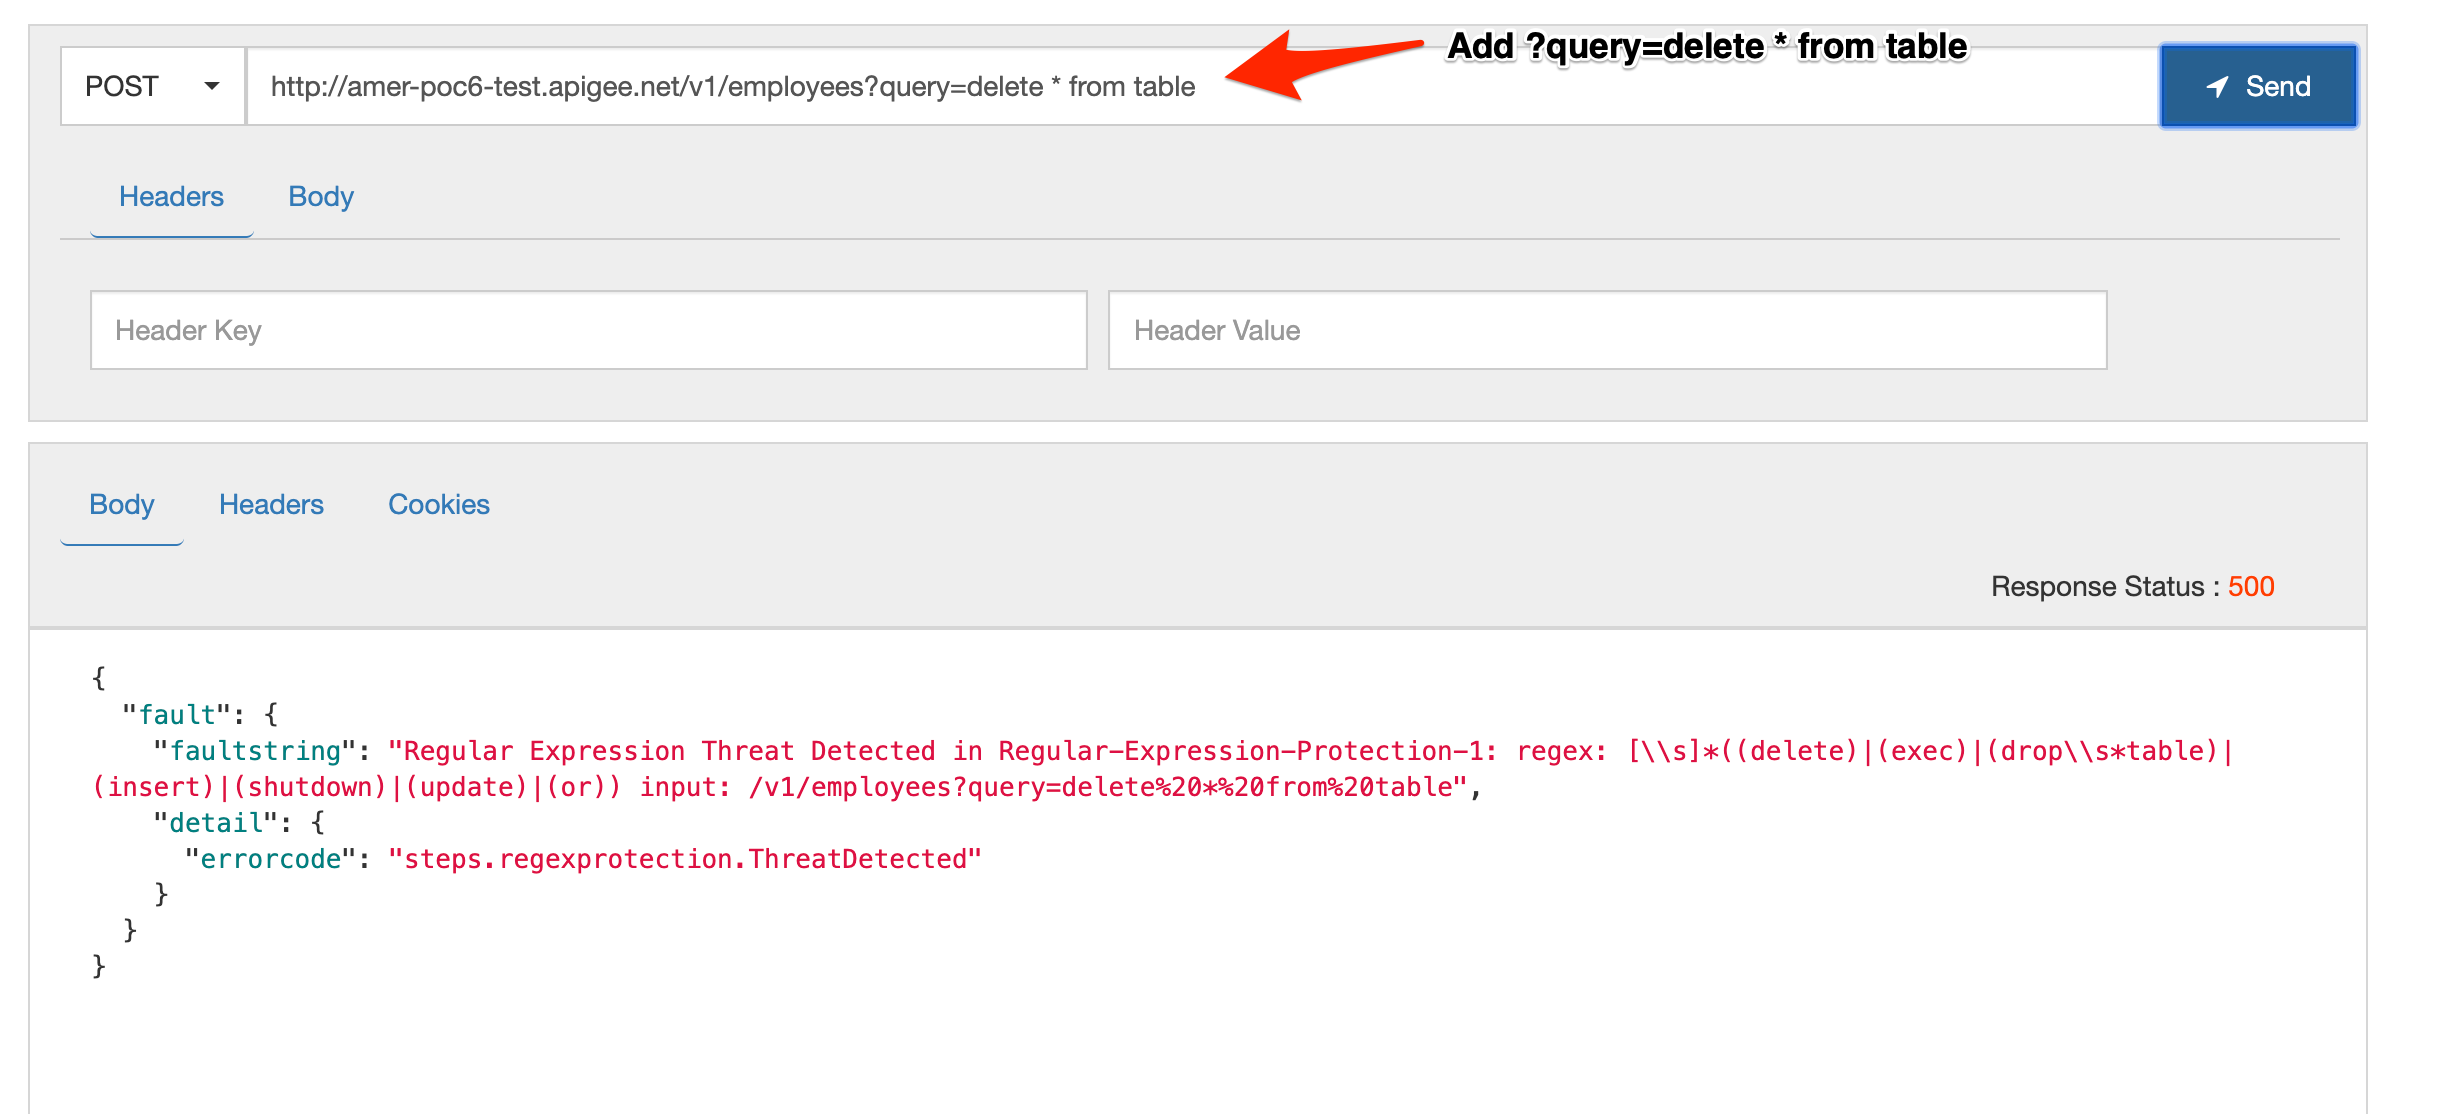 Add ?query=delete * from table
POST http://amer-poc6-test.apigee.net/v1/employees?query=delete * from table Send
Headers Body
Header Key Header Value
Body Headers Cookies
Response Status : 500
{
"fault": {
"faultstring": "Regular Expression Threat Detected in Regular-Expression-Protection-1: regex: [\\s]*((delete)|(exec)|(drop\\s*table)|
(insert)|(shutdown)|(update)|(or)) input: /v1/employees?query=delete%20*%20from%20table",
"detail": {
"errorcode": "steps.regexprotection.ThreatDetected"
}
}
}